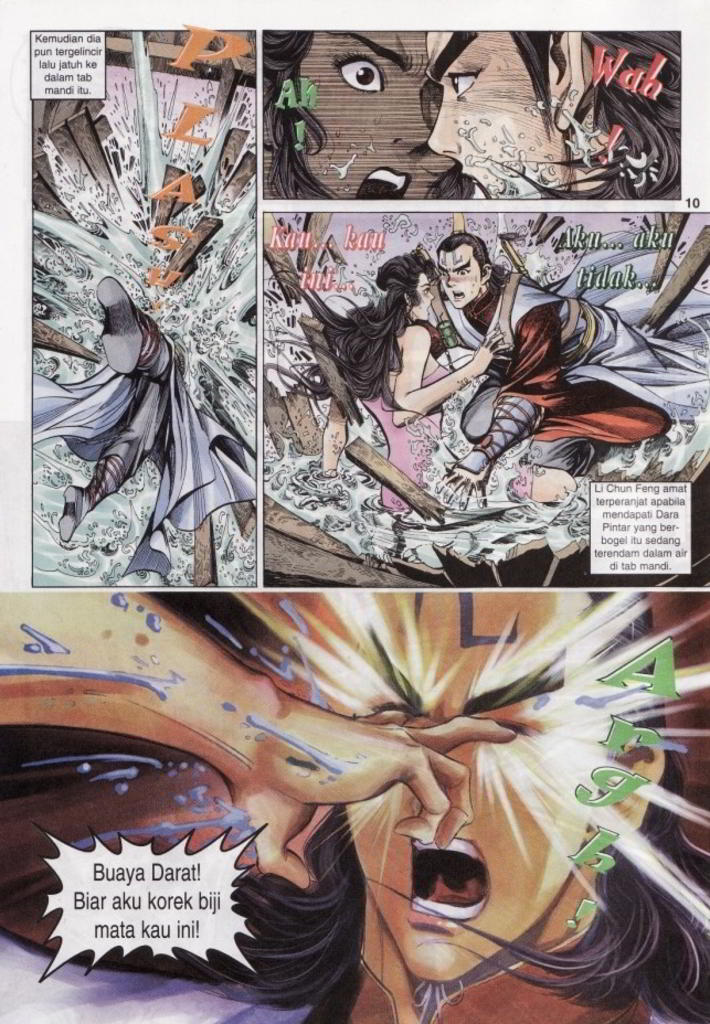 Kemudian dia
pun tergelincir
lalu jatuh ke
dalam tab
mandi itu.
PLASH
Ah!
Wah!
10
Kau... kau
ini...
Aku... aku
tidak...
Li Chun Feng amat
terperanjat apabila
mendapati Dara
Pintar yang ber-
bogel itu sedang
terendam dalam air
di tab mandi.
Argh!
Buaya Darat!
Biar aku korek biji
mata kau ini!